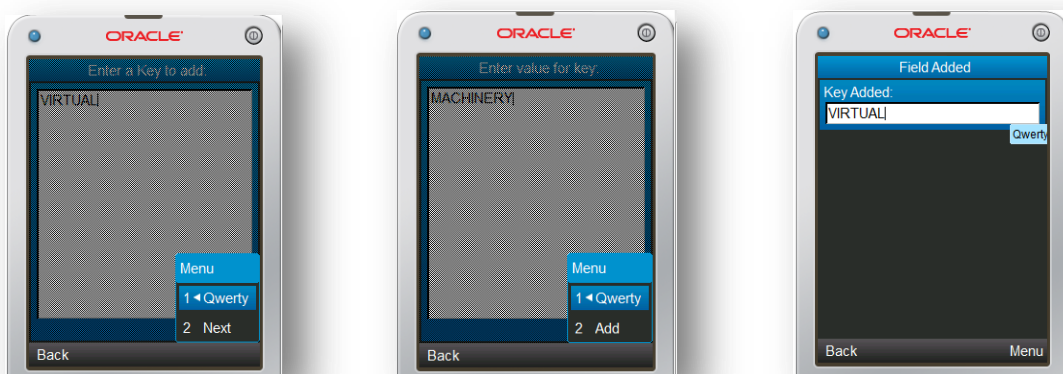 ORACLE
Enter a Key to add:
VIRTUAL
Menu
1 Qwerty
2 Next
Back
ORACLE
Enter value for key:
MACHINERY
Menu
1 Qwerty
2 Add
Back
ORACLE
Field Added
Key Added:
VIRTUAL
Qwerty
Back Menu